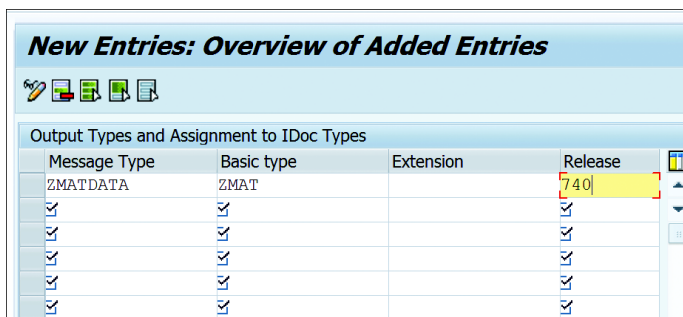 New Entries: Overview of Added Entries
Output Types and Assignment to IDoc Types
Message Type Basic type Extension Release
ZMATDATA ZMAT 740